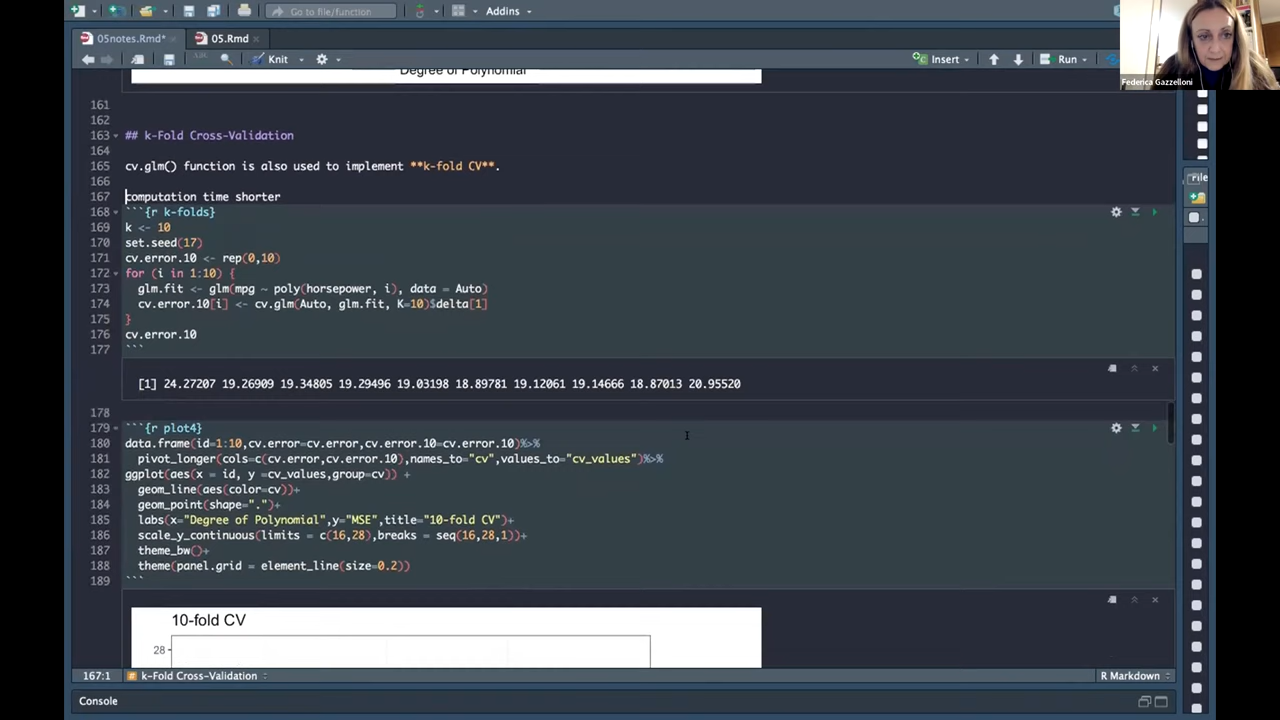 Go to file/function
Addins
05notes.Rmd*
05.Rmd
Knit
Insert
Run
Federica Gazzelloni
Degree of Polynomial
161
162
163 ## k-Fold Cross-Validation
164
165 cv.glm() function is also used to implement **k-fold CV**.
166
167 computation time shorter
168 ```{r k-folds}
169 k <- 10
170 set.seed(17)
171 cv.error.10 <- rep(0,10)
172 for (i in 1:10) {
173 glm.fit <- glm(mpg ~ poly(horsepower, i), data = Auto)
174 cv.error.10[i] <- cv.glm(Auto, glm.fit, K=10)$delta[1]
175 }
176 cv.error.10
177 ```
[1] 24.27207 19.26909 19.34805 19.29496 19.03198 18.89781 19.12061 19.14666 18.87013 20.95520
178
179 ```{r plot4}
180 data.frame(id=1:10,cv.error=cv.error,cv.error.10=cv.error.10)%>%
181 pivot_longer(cols=c(cv.error,cv.error.10),names_to="cv",values_to="cv_values")%>%
182 ggplot(aes(x = id, y =cv_values,group=cv)) +
183 geom_line(aes(color=cv))+
184 geom_point(shape=".")+
185 labs(x="Degree of Polynomial",y="MSE",title="10-fold CV")+
186 scale_y_continuous(limits = c(16,28),breaks = seq(16,28,1))+
187 theme_bw()+
188 theme(panel.grid = element_line(size=0.2))
189 ```
10-fold CV
28
167:1
k-Fold Cross-Validation
R Markdown
Console